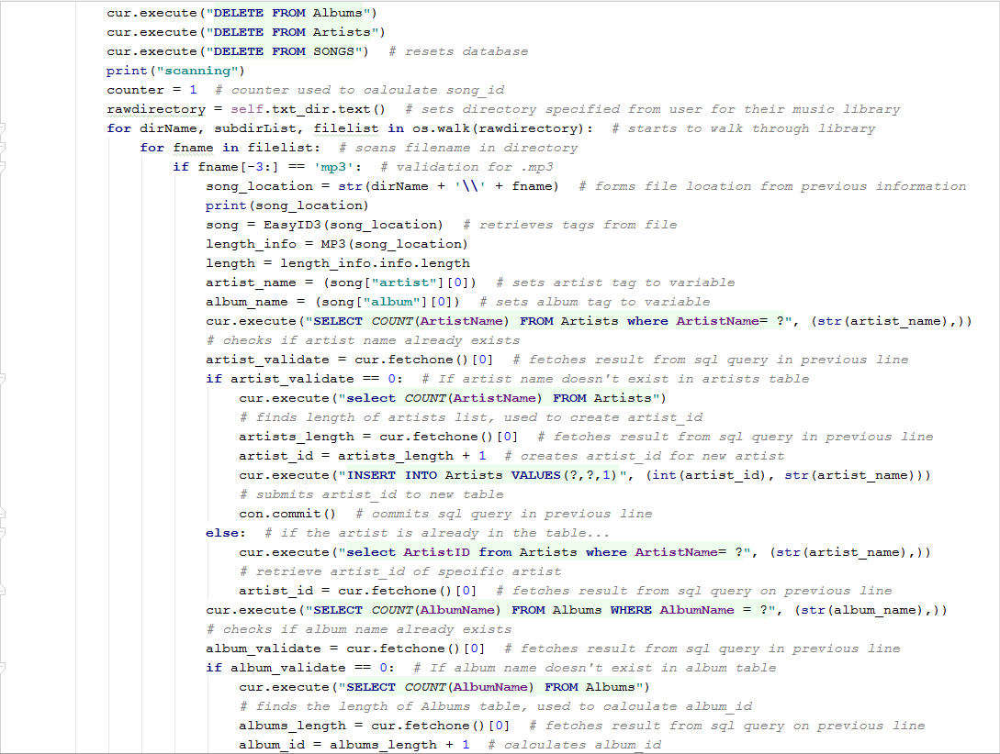 cur.execute("DELETE FROM Albums")
cur.execute("DELETE FROM Artists")
cur.execute("DELETE FROM SONGS")  # resets database
print("scanning")
counter = 1  # counter used to calculate song_id
rawdirectory = self.txt_dir.text()  # sets directory specified from user for their music library
for dirName, subdirList, filelist in os.walk(rawdirectory):  # starts to walk through library
    for fname in filelist:  # scans filename in directory
        if fname[-3:] == 'mp3':  # validation for .mp3
            song_location = str(dirName + '\\' + fname)  # forms file location from previous information
            print(song_location)
            song = EasyID3(song_location)  # retrieves tags from file
            length_info = MP3(song_location)
            length = length_info.info.length
            artist_name = (song["artist"][0])  # sets artist tag to variable
            album_name = (song["album"][0])  # sets album tag to variable
            cur.execute("SELECT COUNT(ArtistName) FROM Artists where ArtistName= ?", (str(artist_name),))
            # checks if artist name already exists
            artist_validate = cur.fetchone()[0]  # fetches result from sql query in previous line
            if artist_validate == 0:  # If artist name doesn't exist in artists table
                cur.execute("select COUNT(ArtistName) FROM Artists")
                # finds length of artists list, used to create artist_id
                artists_length = cur.fetchone()[0]  # fetches result from sql query in previous line
                artist_id = artists_length + 1  # creates artist_id for new artist
                cur.execute("INSERT INTO Artists VALUES(?,?,1)", (int(artist_id), str(artist_name)))
                # submits artist_id to new table
                con.commit()  # commits sql query in previous line
            else:  # if the artist is already in the table...
                cur.execute("select ArtistID from Artists where ArtistName= ?", (str(artist_name),))
                # retrieve artist_id of specific artist
                artist_id = cur.fetchone()[0]  # fetches result from sql query on previous line
            cur.execute("SELECT COUNT(AlbumName) FROM Albums WHERE AlbumName = ?", (str(album_name),))
            # checks if album name already exists
            album_validate = cur.fetchone()[0]  # fetches result from sql query in previous line
            if album_validate == 0:  # If album name doesn't exist in album table
                cur.execute("SELECT COUNT(AlbumName) FROM Albums")
                # finds the length of Albums table, used to calculate album_id
                albums_length = cur.fetchone()[0]  # fetches result from sql query on previous line
                album_id = albums_length + 1  # calculates album_id